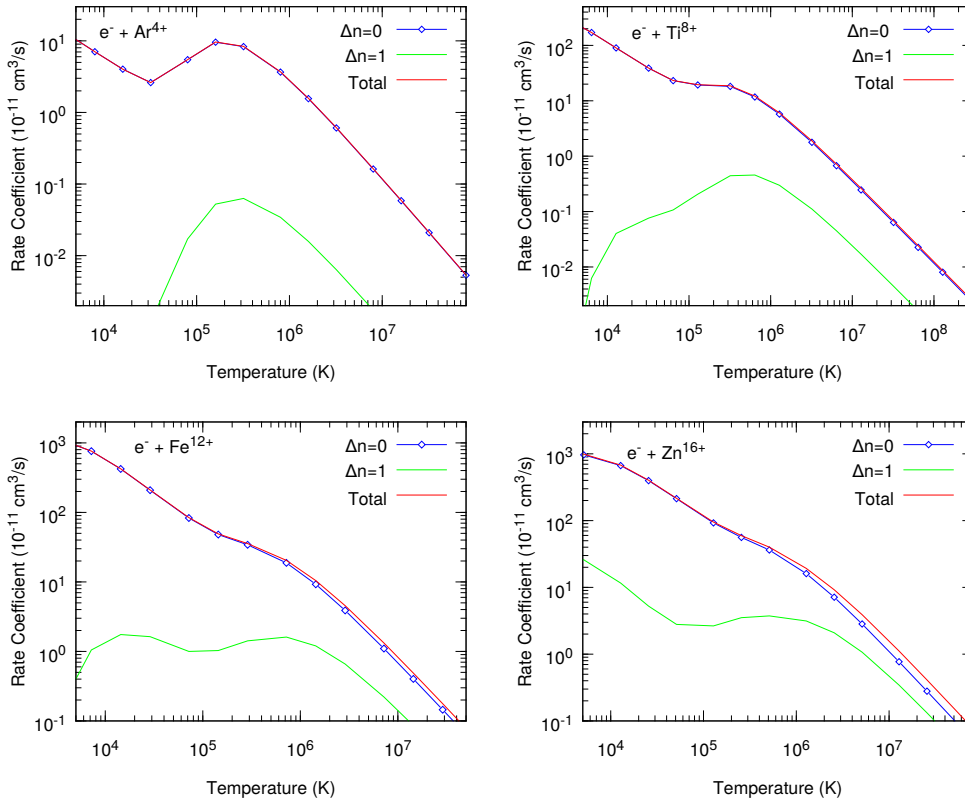 e⁻ + Ar⁴⁺
Δn=0
Δn=1
Total
Rate Coefficient (10⁻¹¹ cm³/s)
10¹
10⁰
10⁻¹
10⁻²
10⁴ 10⁵ 10⁶ 10⁷
Temperature (K)
e⁻ + Ti⁸⁺
Δn=0
Δn=1
Total
Rate Coefficient (10⁻¹¹ cm³/s)
10²
10¹
10⁰
10⁻¹
10⁻²
10⁴ 10⁵ 10⁶ 10⁷ 10⁸
Temperature (K)
e⁻ + Fe¹²⁺
Δn=0
Δn=1
Total
Rate Coefficient (10⁻¹¹ cm³/s)
10³
10²
10¹
10⁰
10⁻¹
10⁴ 10⁵ 10⁶ 10⁷
Temperature (K)
e⁻ + Zn¹⁶⁺
Δn=0
Δn=1
Total
Rate Coefficient (10⁻¹¹ cm³/s)
10³
10²
10¹
10⁰
10⁻¹
10⁴ 10⁵ 10⁶ 10⁷
Temperature (K)